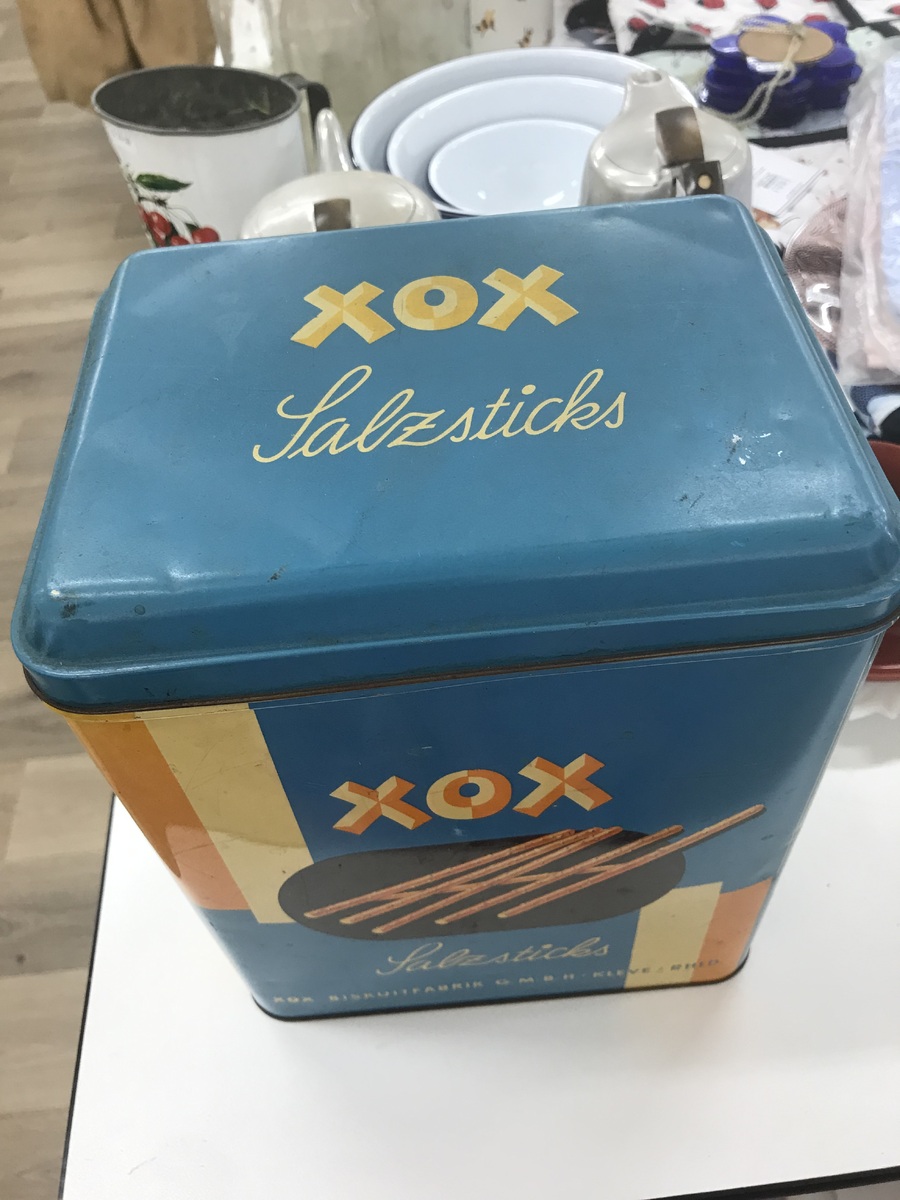 XOX
Salzsticks
XOX
Salzsticks
XOX BISKUITFABRIK G·M·B·H · KLEVE / RHLD.